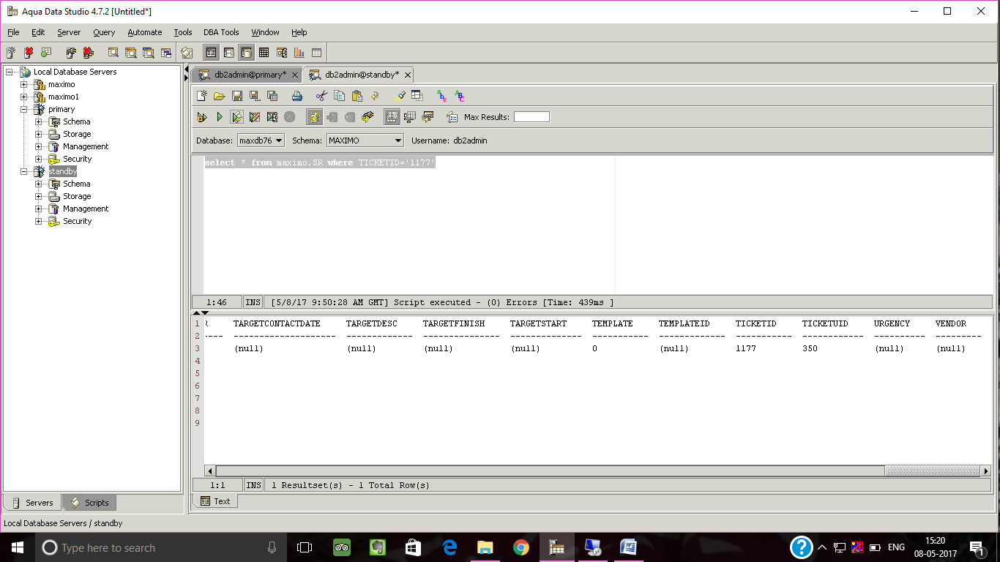 Aqua Data Studio 4.7.2 [Untitled*]
File Edit Server Query Automate Tools DBA Tools Window Help
Local Database Servers
maximo
maximo1
primary
Schema
Storage
Management
Security
standby
Schema
Storage
Management
Security
db2admin@primary* db2admin@standby*
Max Results:
Database: maxdb76 Schema: MAXIMO Username: db2admin
select * from maximo.SR where TICKETID='1177'
1:46 INS [5/8/17 9:50:28 AM GMT] Script executed - (0) Errors [Time: 439ms ]
1 R TARGETCONTACTDATE TARGETDESC TARGETFINISH TARGETSTART TEMPLATE TEMPLATEID TICKETID TICKETUID URGENCY VENDOR
2 ---- --------------------- -------------- ---------------- --------------- ------------ -------------- ------------ -------------- ----------- ---------
3 (null) (null) (null) (null) 0 (null) 1177 350 (null) (null)
4
5
6
7
8
9
1:1 INS 1 Resultset(s) - 1 Total Row(s)
Text
Servers Scripts
Local Database Servers / standby
Type here to search
ENG 15:20
08-05-2017
1